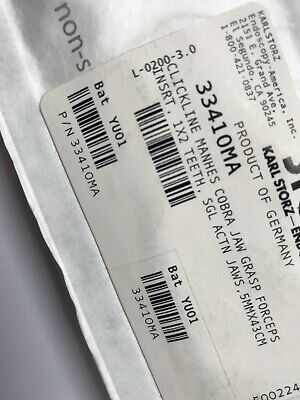 non-s
KARL STORZ
Endoscopy-America, Inc.
2151 E. Grand Ave,
El Segundo, CA 90245
1-800-421-0837
L-0200-3.0
33410MA
CLICKLINE MANHES COBRA JAW GRASP FORCEPS
INSRT, 1X2 TEETH, SGL ACTN JAWS,5MMX43CM
PRODUCT OF GERMANY
KARL STORZ
Bat YU01
P/N 33410MA
Bat YU01
33410MA